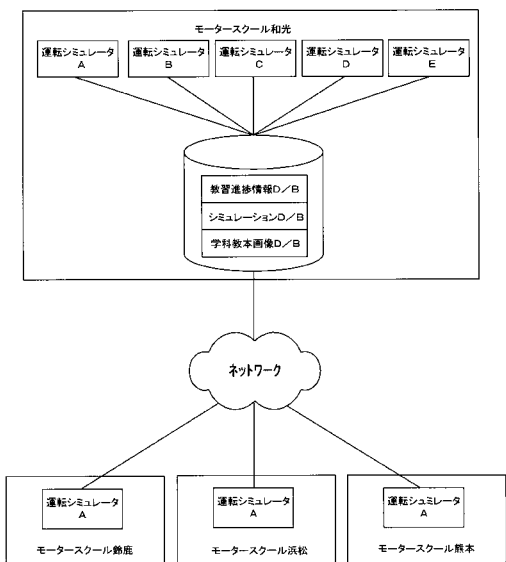 モータースクール和光
運転シミュレータ
A
運転シミュレータ
B
運転シミュレータ
C
運転シミュレータ
D
運転シミュレータ
E
教習進捗情報D/B
シミュレーションD/B
学科教本画像D/B
ネットワーク
運転シミュレータ
A
モータースクール鈴鹿
運転シミュレータ
A
モータースクール浜松
運転シュミレータ
A
モータースクール熊本